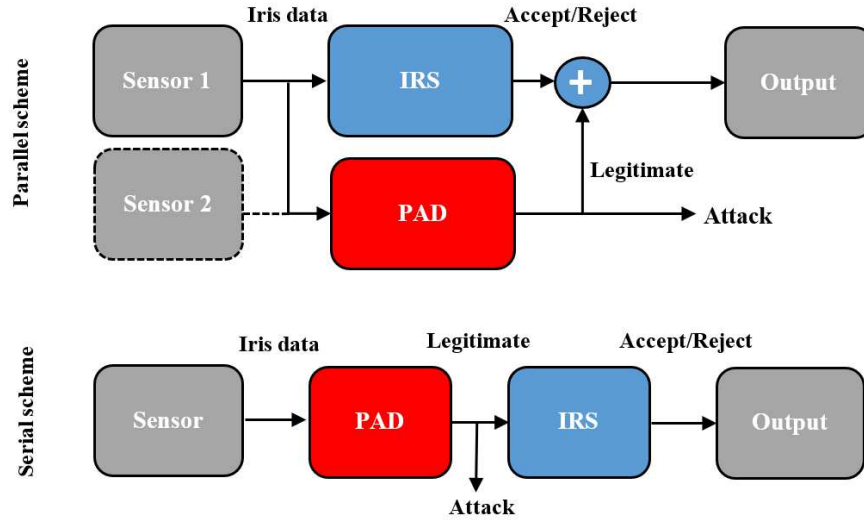 Parallel scheme
Iris data
Accept/Reject
Sensor 1
IRS
+
Output
Sensor 2
PAD
Legitimate
Attack
Serial scheme
Iris data
Legitimate
Accept/Reject
Sensor
PAD
IRS
Output
Attack